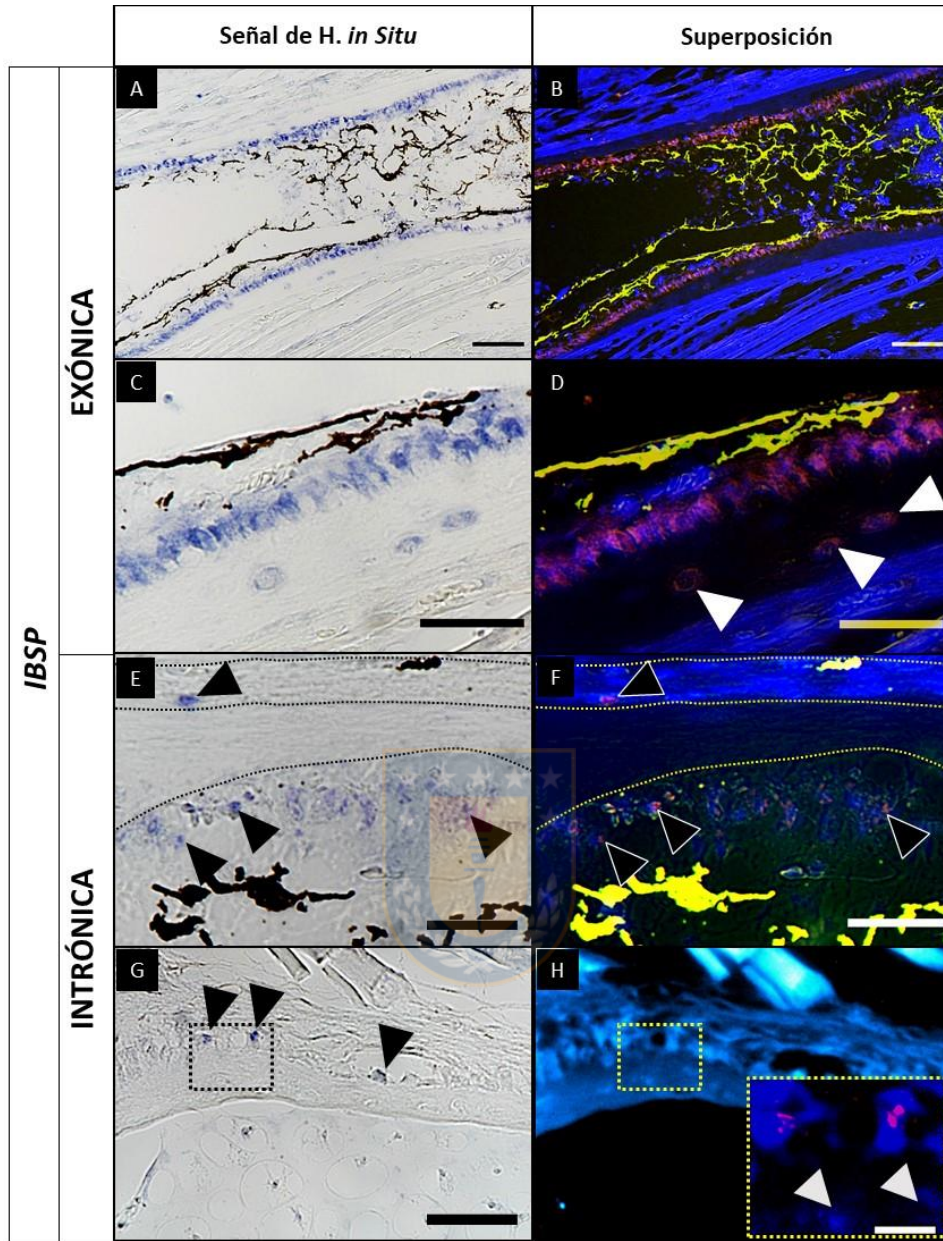 Señal de H. in Situ
Superposición
IBSP
EXÓNICA
A
B
C
D
INTRÓNICA
E
F
G
H